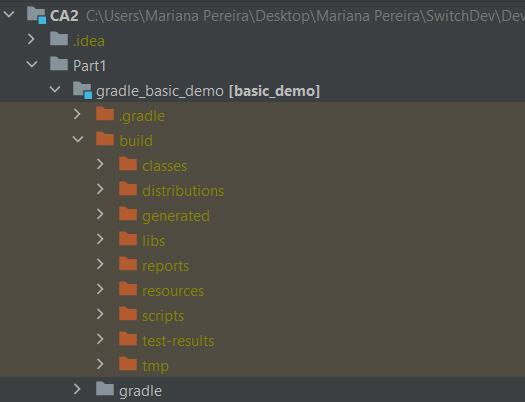 CA2 C:\Users\Mariana Pereira\Desktop\Mariana Pereira\SwitchDev\Dev
.idea
Part1
gradle_basic_demo [basic_demo]
.gradle
build
classes
distributions
generated
libs
reports
resources
scripts
test-results
tmp
gradle